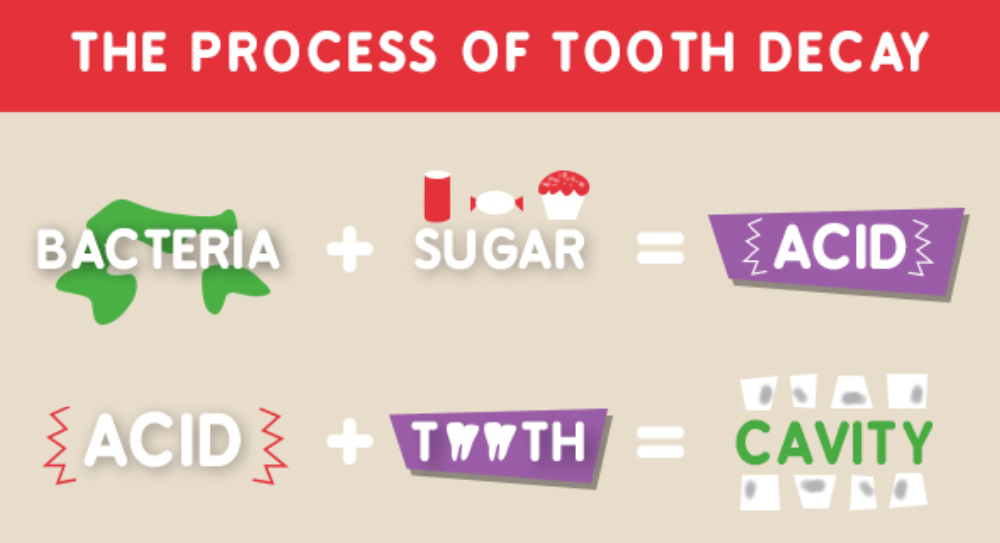 THE PROCESS OF TOOTH DECAY
BACTERIA + SUGAR = ACID
ACID + TOOTH = CAVITY